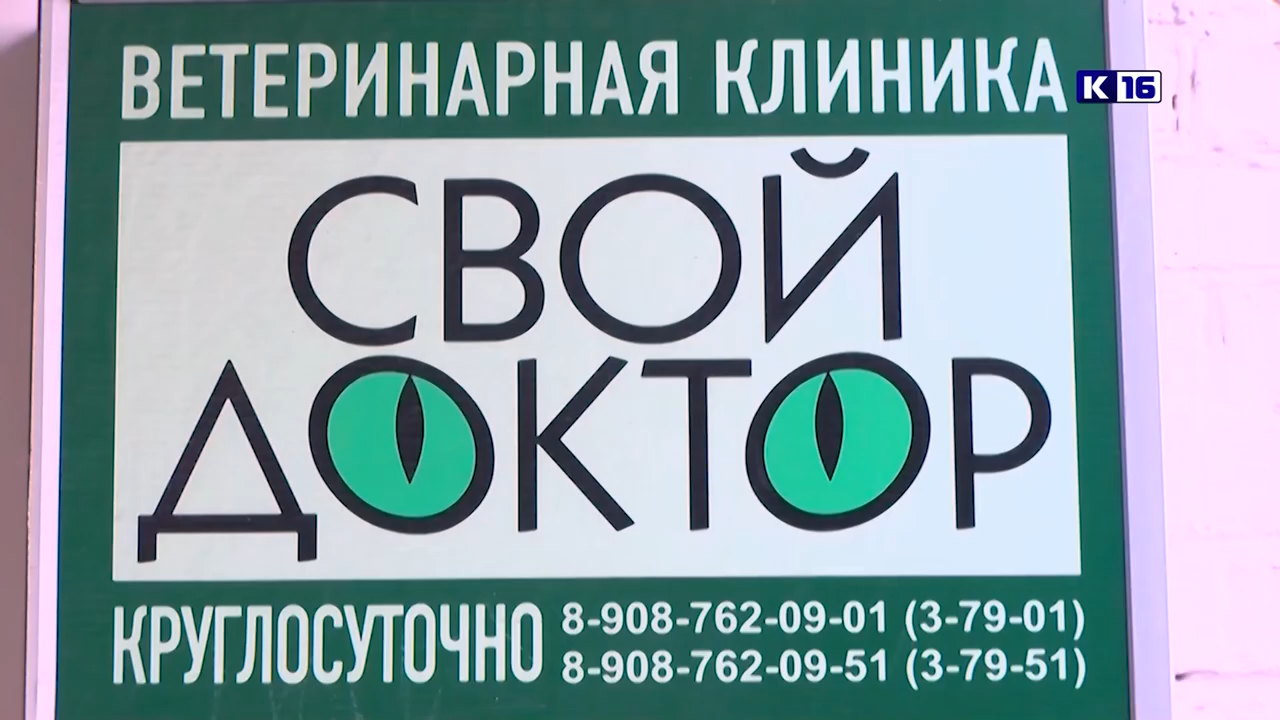 ВЕТЕРИНАРНАЯ КЛИНИКА
К 16
СВОЙ
ДОКТОР
КРУГЛОСУТОЧНО
8-908-762-09-01 (3-79-01)
8-908-762-09-51 (3-79-51)